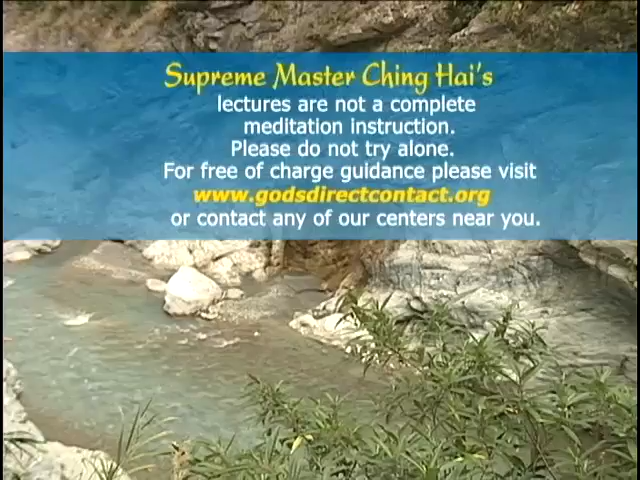 Supreme Master Ching Hai's
lectures are not a complete
meditation instruction.
Please do not try alone.
For free of charge guidance please visit
www.godsdirectcontact.org
or contact any of our centers near you.